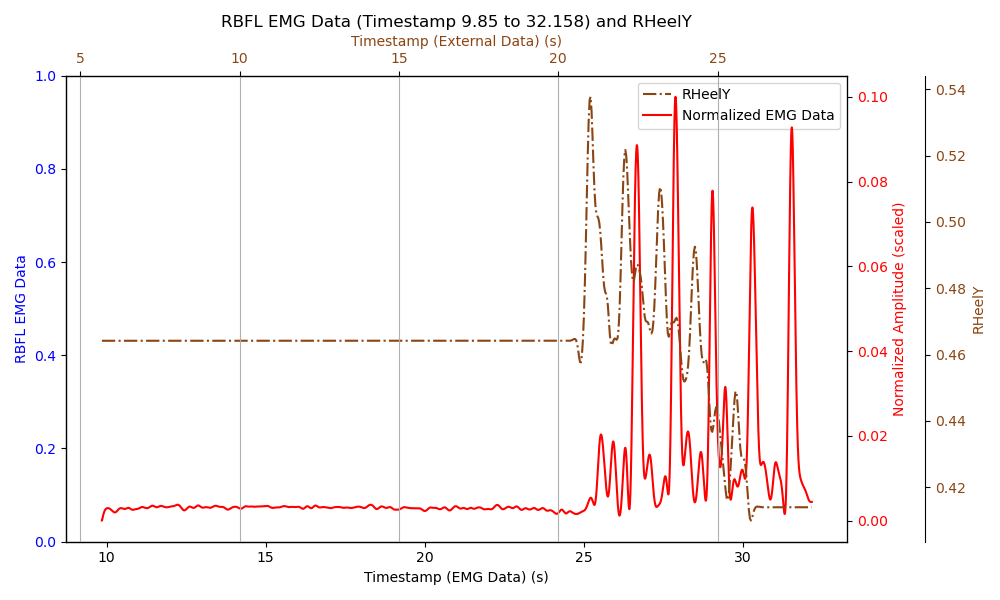 RBFL EMG Data (Timestamp 9.85 to 32.158) and RHeelY
Timestamp (External Data) (s)
5 10 15 20 25
RHeelY
Normalized EMG Data
1.0
0.8
0.6
0.4
0.2
0.0
RBFL EMG Data
0.10
0.08
0.06
0.04
0.02
0.00
Normalized Amplitude (scaled)
0.54
0.52
0.50
0.48
0.46
0.44
0.42
RHeelY
10 15 20 25 30
Timestamp (EMG Data) (s)